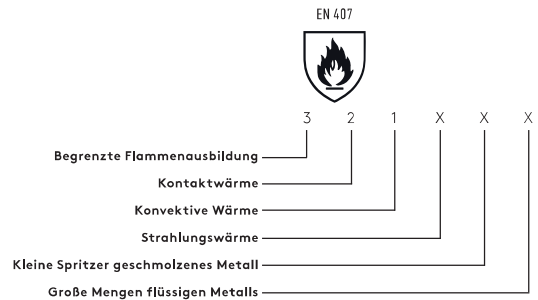 EN 407
3 2 1 X X X
Begrenzte Flammenausbildung
Kontaktwärme
Konvektive Wärme
Strahlungswärme
Kleine Spritzer geschmolzenes Metall
Große Mengen flüssigen Metalls